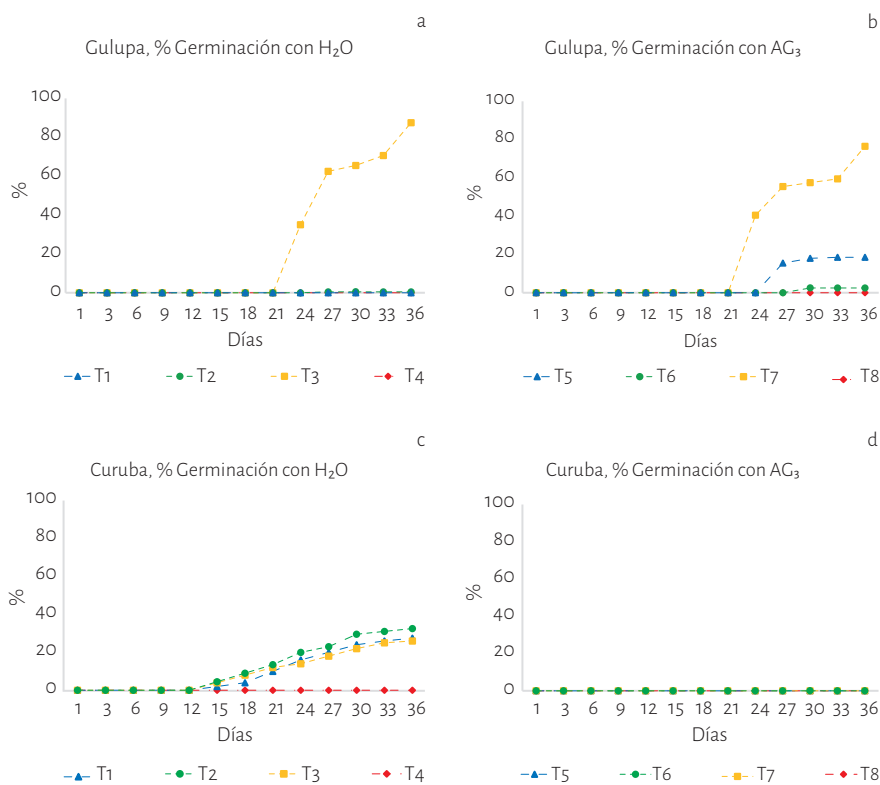 a
Gulupa, % Germinación con H₂O
100
80
60
40
20
0
%
1 3 6 9 12 15 18 21 24 27 30 33 36
Días
T1 T2 T3 T4
b
Gulupa, % Germinación con AG₃
100
80
60
40
20
0
%
1 3 6 9 12 15 18 21 24 27 30 33 36
Días
T5 T6 T7 T8
c
Curuba, % Germinación con H₂O
100
80
60
40
20
0
%
1 3 6 9 12 15 18 21 24 27 30 33 36
Días
T1 T2 T3 T4
d
Curuba, % Germinación con AG₃
100
80
60
40
20
0
%
1 3 6 9 12 15 18 21 24 27 30 33 36
Días
T5 T6 T7 T8